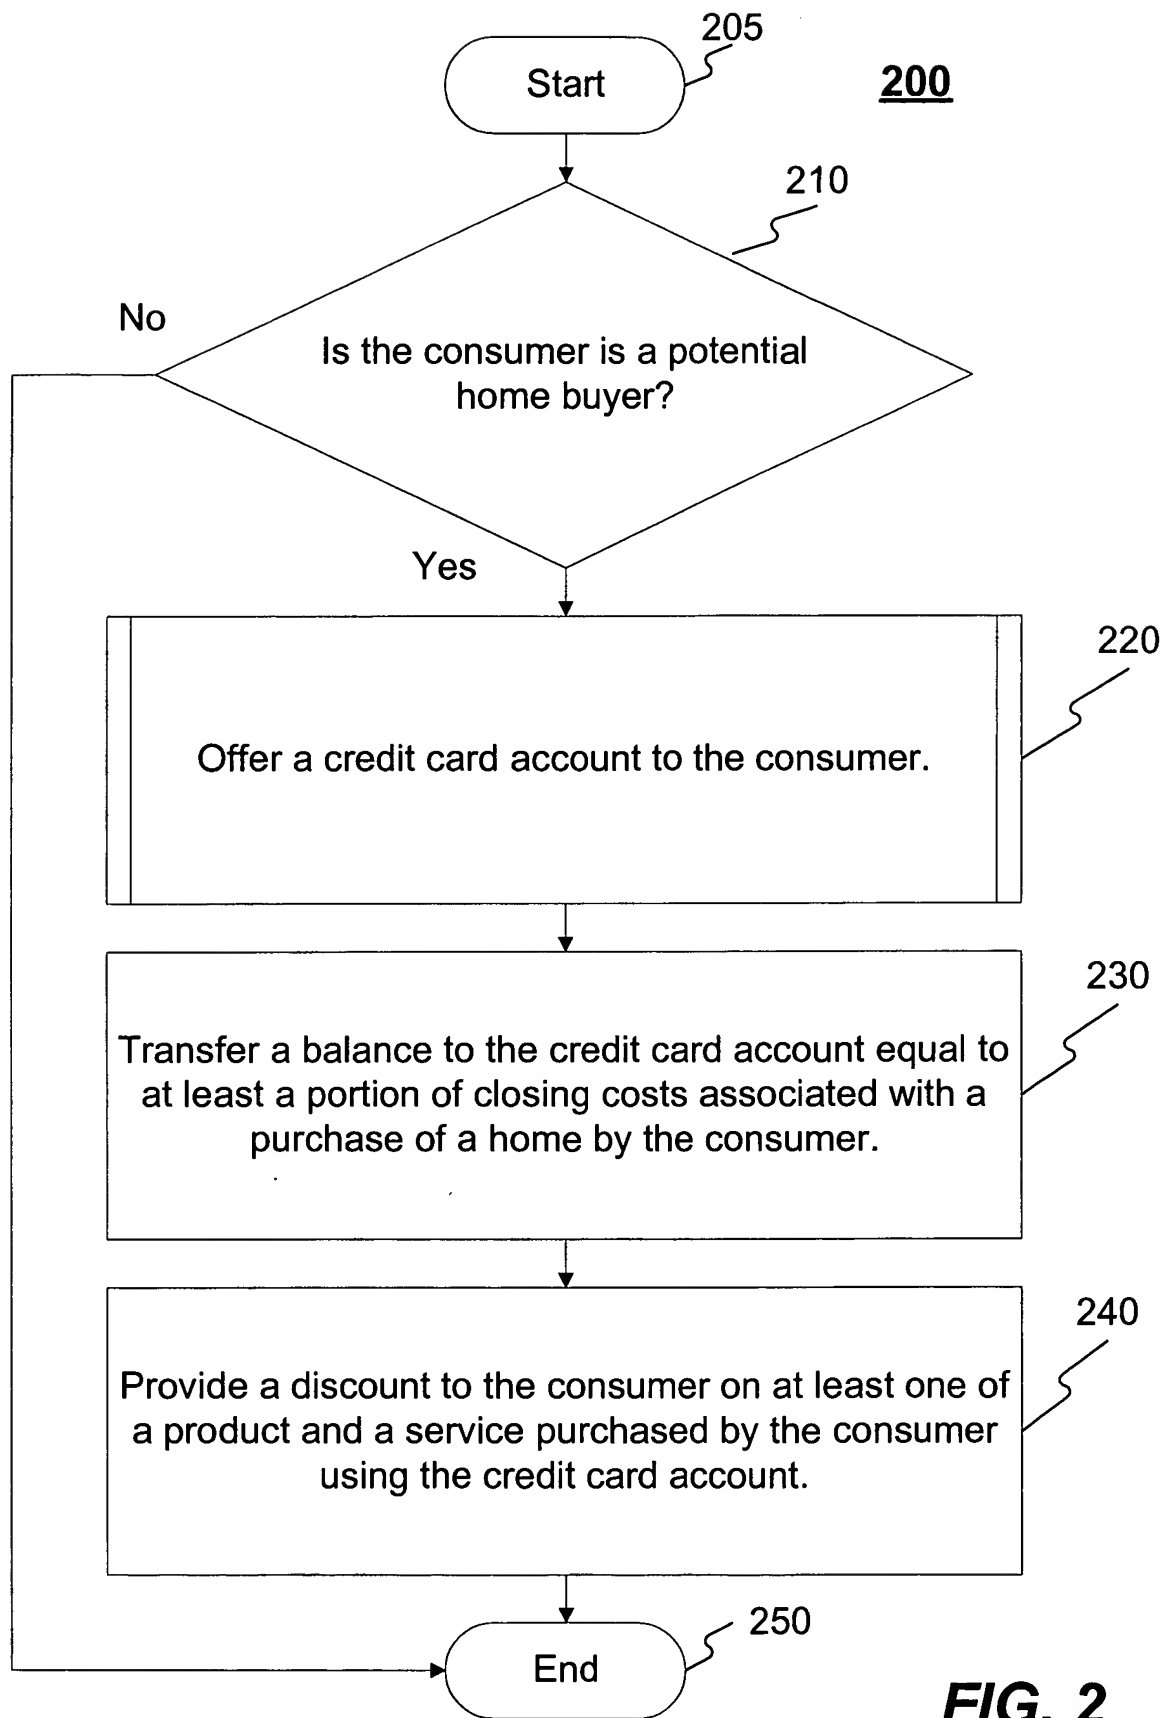 205
Start
200
210
No
Is the consumer is a potential
home buyer?
Yes
220
Offer a credit card account to the consumer.
230
Transfer a balance to the credit card account equal to
at least a portion of closing costs associated with a
purchase of a home by the consumer.
240
Provide a discount to the consumer on at least one of
a product and a service purchased by the consumer
using the credit card account.
250
End
FIG. 2